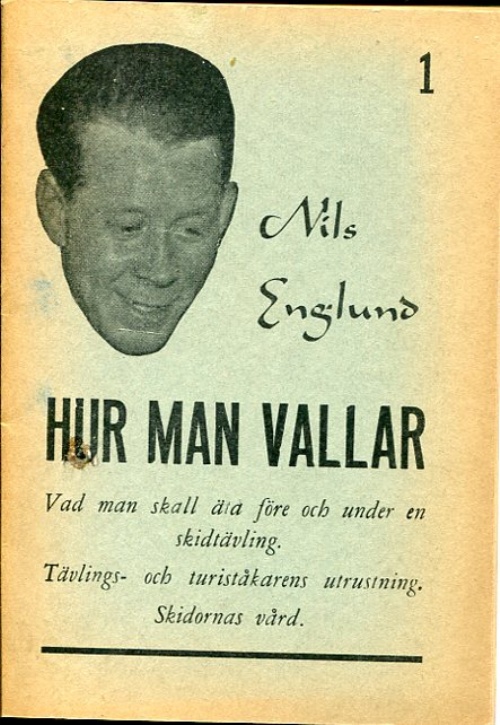 1
Nils
Englund
HUR MAN VALLAR
Vad man skall äta före och under en
skidtävling.
Tävlings- och turiståkarens utrustning.
Skidornas vård.